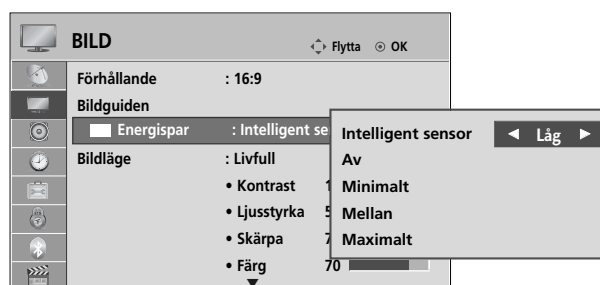 BILD
Flytta OK
Förhållande : 16:9
Bildguiden
Energispar : Intelligent se
Bildläge : Livfull
• Kontrast
• Ljusstyrka
• Skärpa
• Färg 70
Intelligent sensor ◄ Låg ►
Av
Minimalt
Mellan
Maximalt